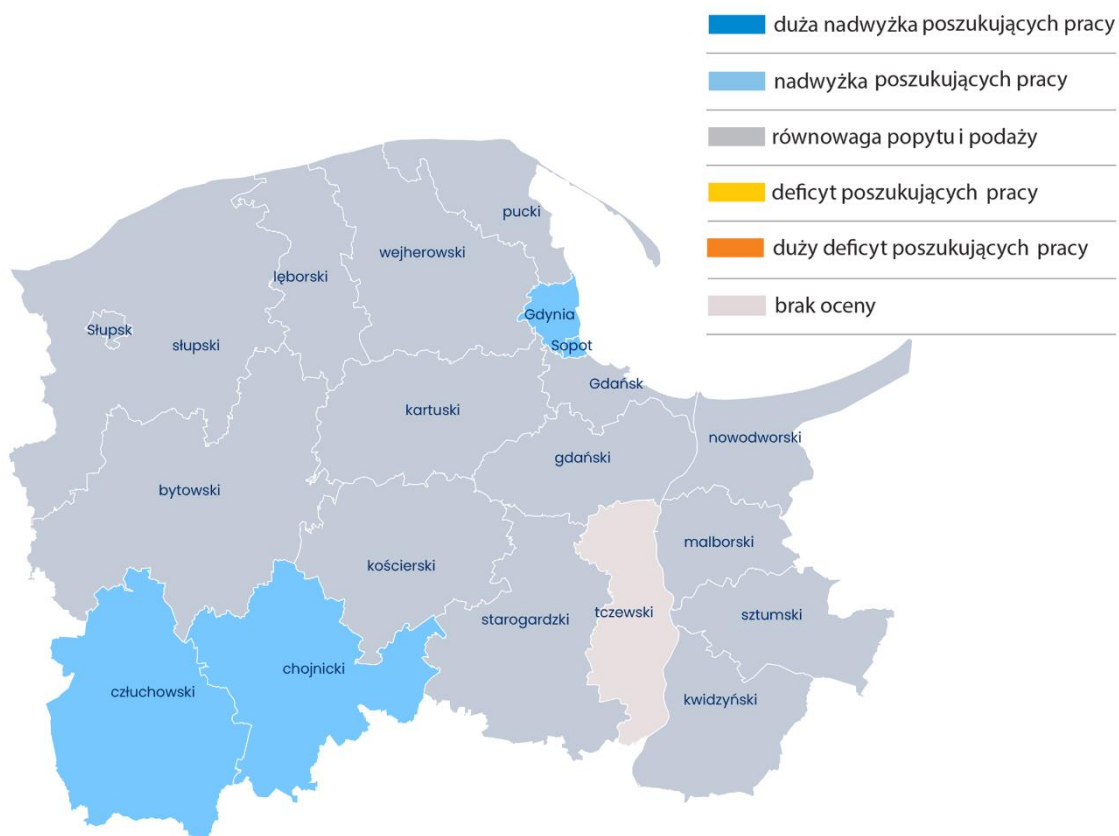 duża nadwyżka poszukujących pracy
nadwyżka poszukujących pracy
równowaga popytu i podaży
deficyt poszukujących pracy
duży deficyt poszukujących pracy
brak oceny
pucki
wejherowski
lęborski
Gdynia
Słupsk
słupski
Sopot
Gdańsk
kartuski
nowodworski
gdański
bytowski
malborski
kościerski
starogardzki
tczewski
sztumski
chojnicki
człuchowski
kwidzyński